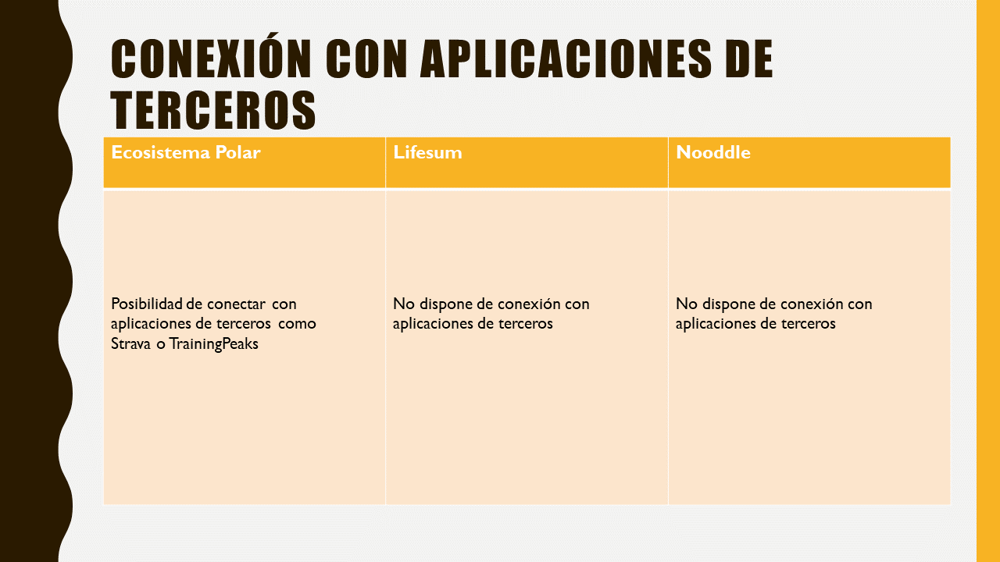 CONEXIÓN CON APLICACIONES DE
TERCEROS
Ecosistema Polar
Lifesum
Nooddle
Posibilidad de conectar con
aplicaciones de terceros como
Strava o TrainingPeaks
No dispone de conexión con
aplicaciones de terceros
No dispone de conexión con
aplicaciones de terceros